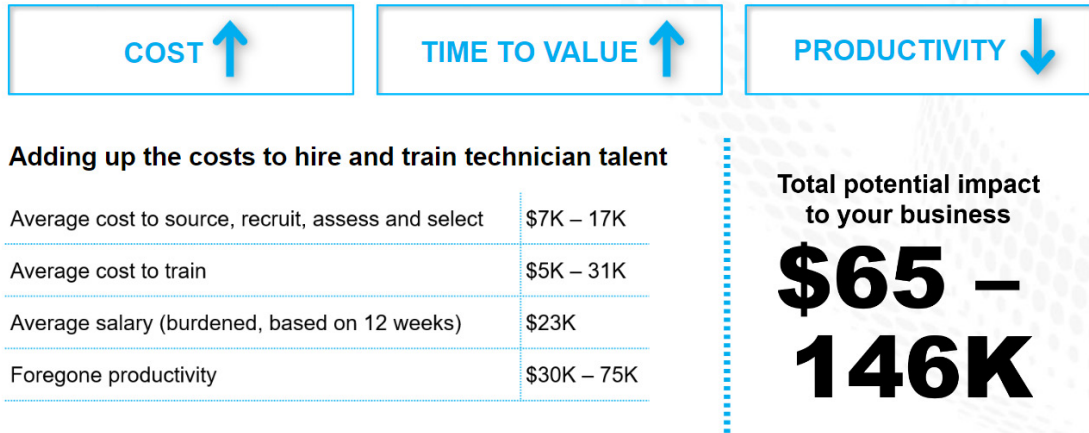 COST
TIME TO VALUE
PRODUCTIVITY
Adding up the costs to hire and train technician talent
Average cost to source, recruit, assess and select $7K – 17K
Average cost to train $5K – 31K
Average salary (burdened, based on 12 weeks) $23K
Foregone productivity $30K – 75K
Total potential impact
to your business
$65 –
146K